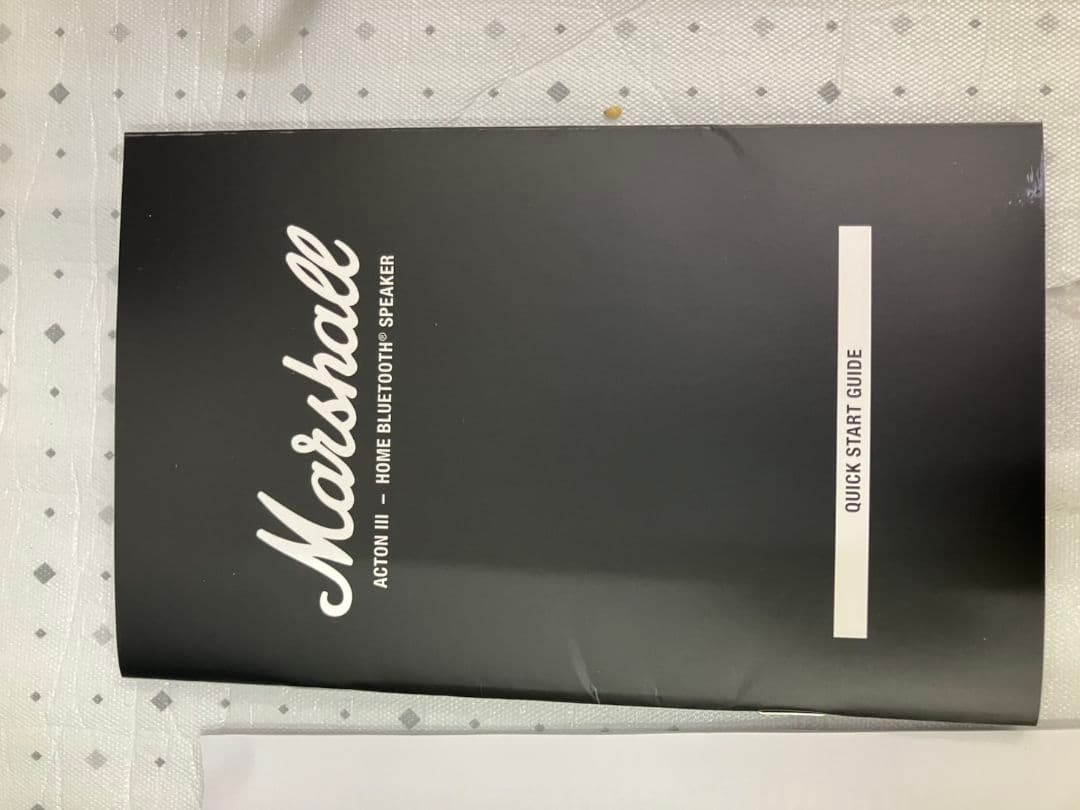 Marshall
ACTON III – HOME BLUETOOTH® SPEAKER
QUICK START GUIDE